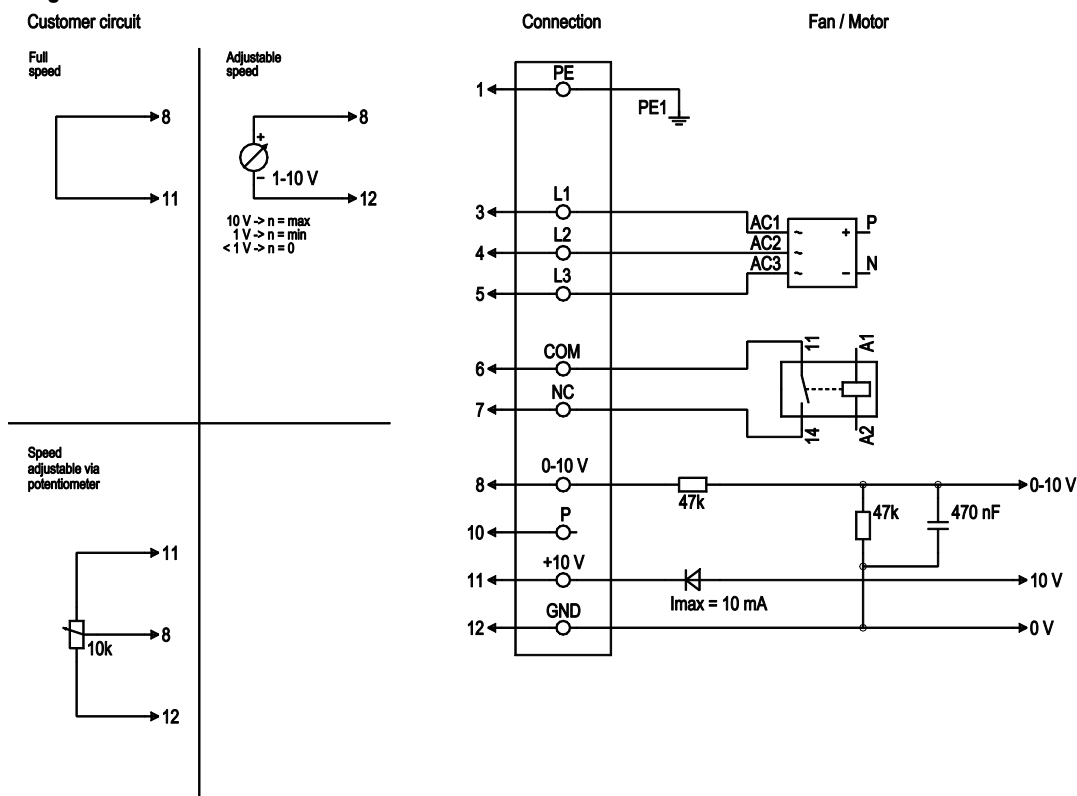 Customer circuit
Connection
Fan / Motor
Full
speed
8
11
Adjustable
speed
8
+
– 1-10 V
12
10 V -> n = max
1 V -> n = min
< 1 V -> n = 0
Speed
adjustable via
potentiometer
11
8
10k
12
1
PE
PE1
3
L1
4
L2
5
L3
AC1
AC2
AC3
~
~
~
+
–
P
N
6
COM
7
NC
11
14
A1
A2
8
0-10 V
47k
47k
470 nF
0-10 V
10
P
11
+10 V
Imax = 10 mA
10 V
12
GND
0 V